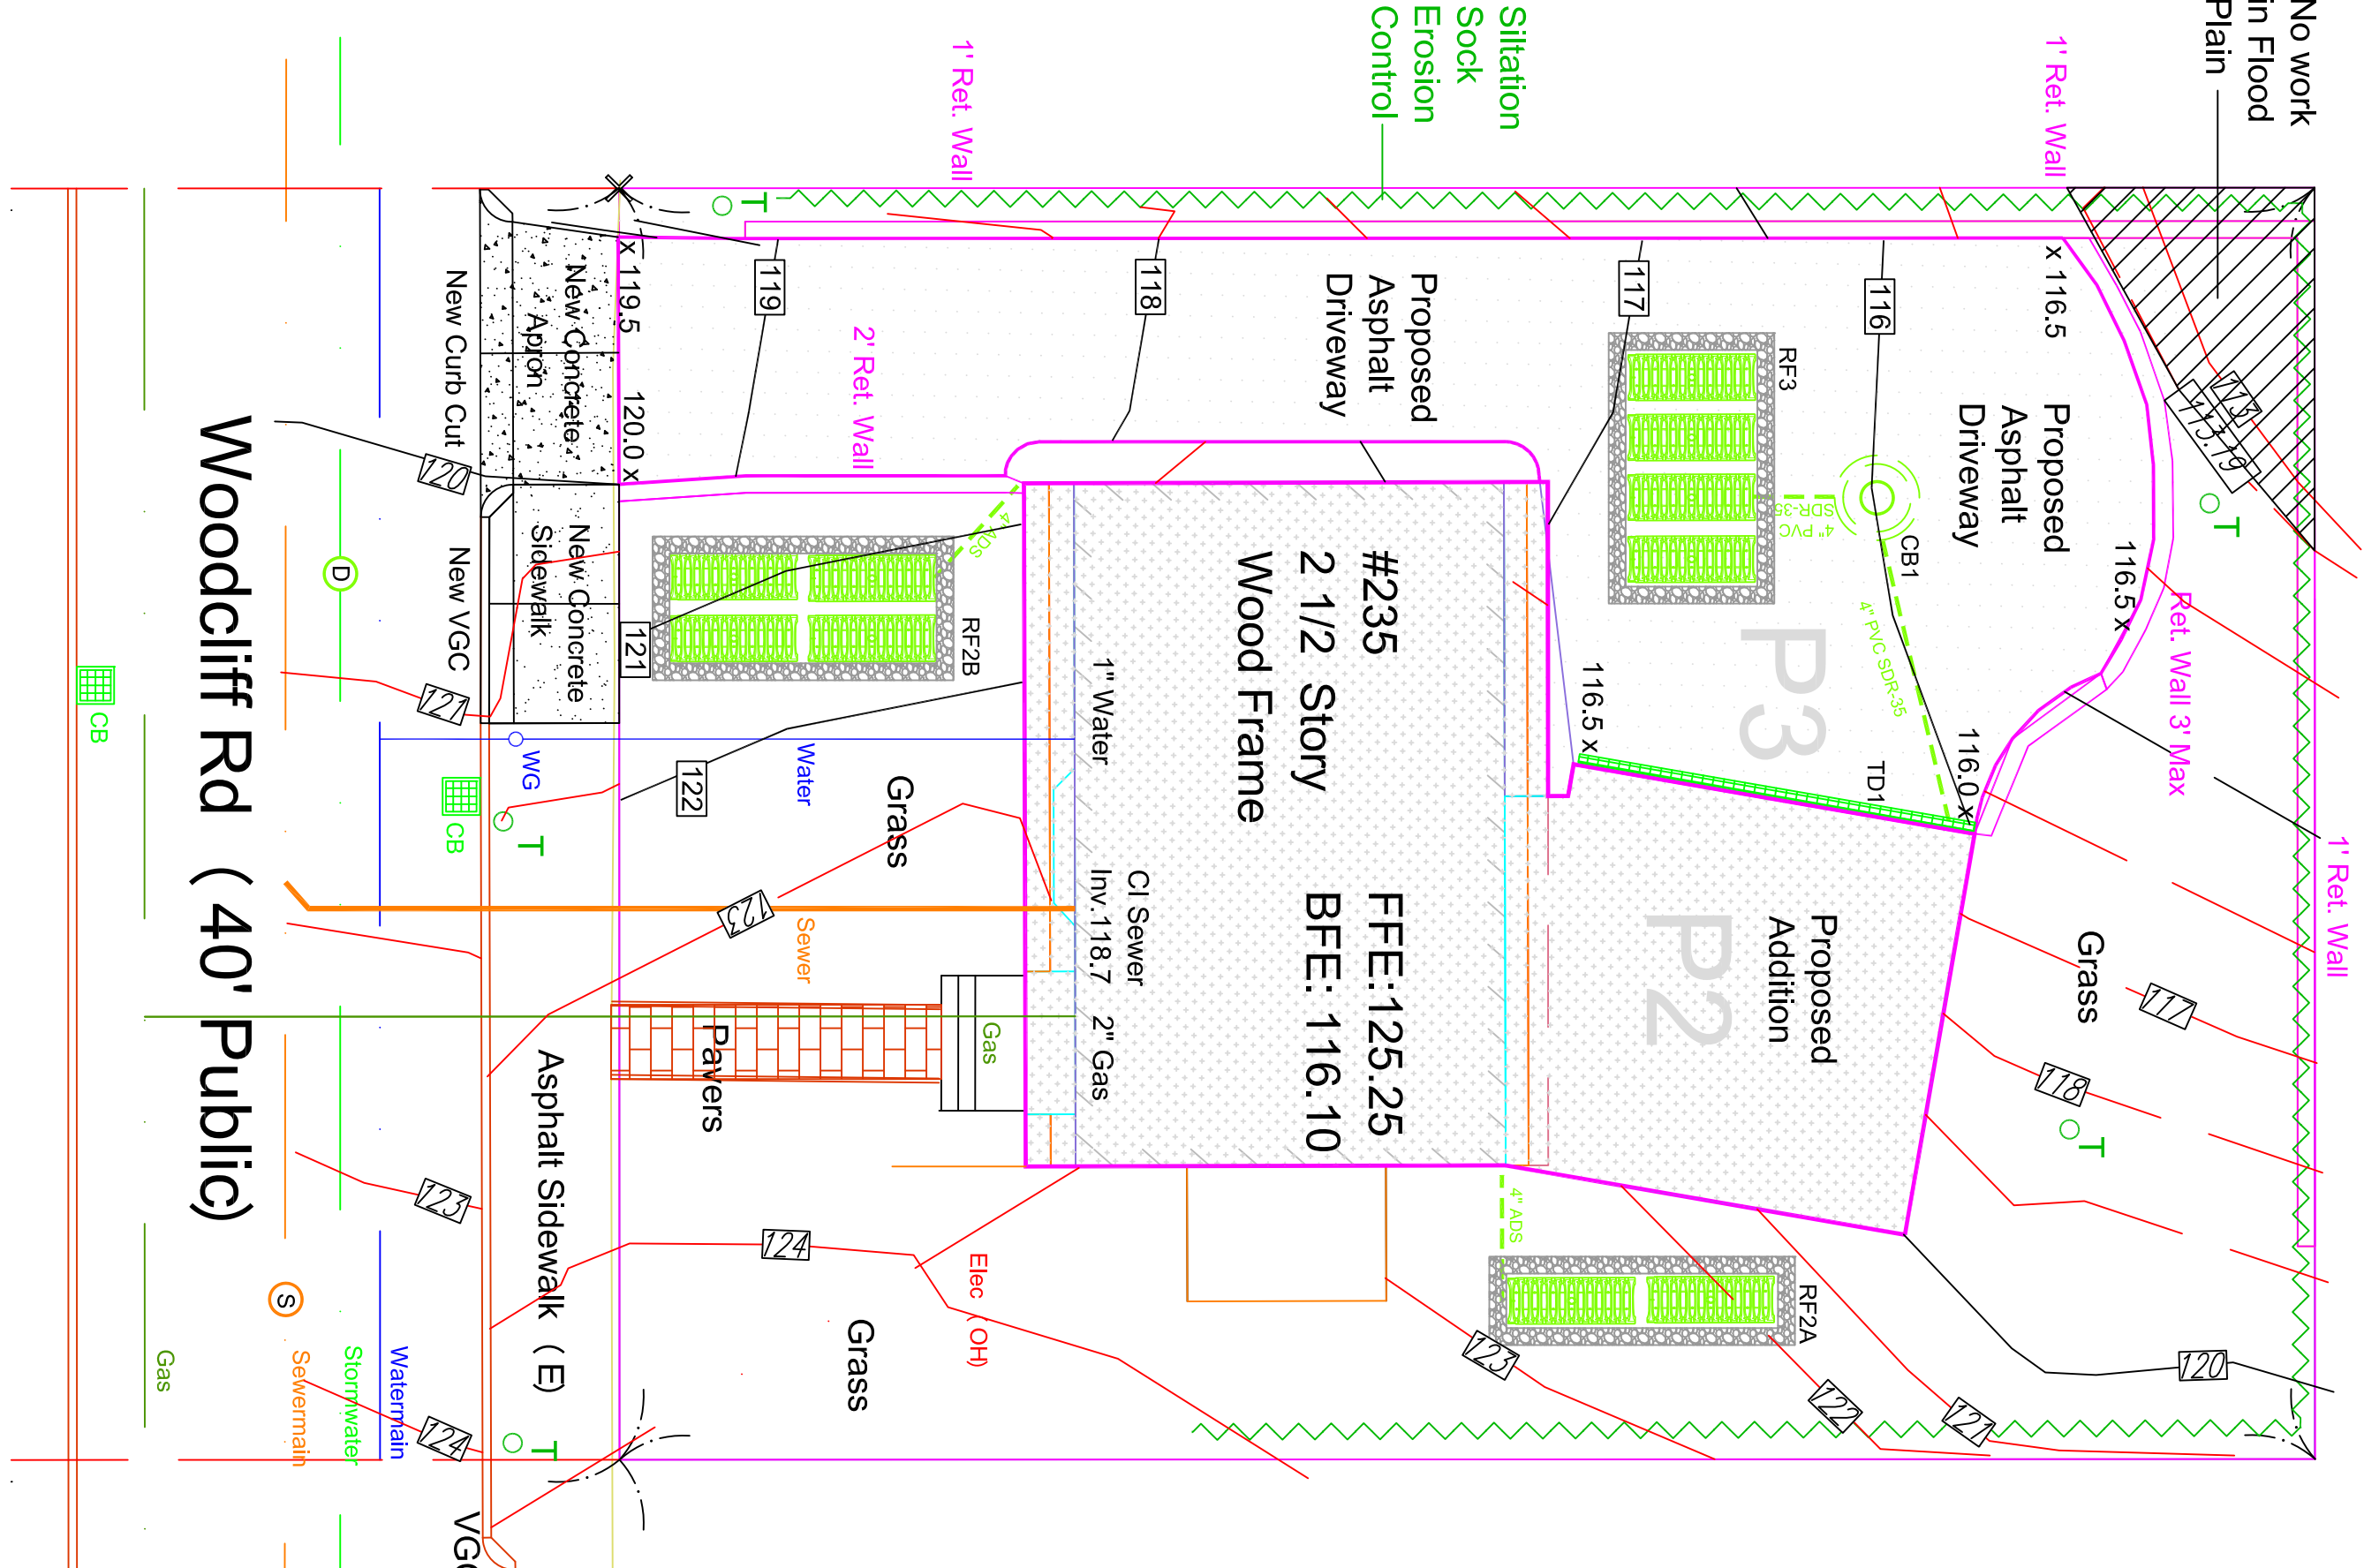 No work
in Flood
Plain
1' Ret. Wall
Siltation
Sock
Erosion
Control
1' Ret. Wall
x 116.5
113
113.19
T
Proposed
Asphalt
Driveway
116
117
RF3
4" PVC
SDR-35
CB1
4" PVC SDR-35
116.5 x
Ret. Wall 3' Max
1' Ret. Wall
P3
116.5 x
TD1
116.0 x
Proposed
Asphalt
Driveway
118
119
2' Ret. Wall
T
x 119.5
120.0 x
New Concrete
Apron
New Curb Cut
120
New Concrete
Sidewalk
New VGC
121
121
RF2B
4" ADS
#235
2 1/2 Story
Wood Frame
FFE:125.25
BFE: 116.10
1" Water
CI Sewer
Inv.118.7
2" Gas
P2
Proposed
Addition
Grass
117
118
T
Water
WG
122
Grass
T
CB
CB
D
123
Sewer
Gas
Pavers
Asphalt Sidewalk ( E)
123
124
Elec ( OH)
Grass
4" ADS
RF2A
123
122
121
120
Woodcliff Rd ( 40' Public)
S
Watermain
Stormwater
Sewermain
Gas
124
T